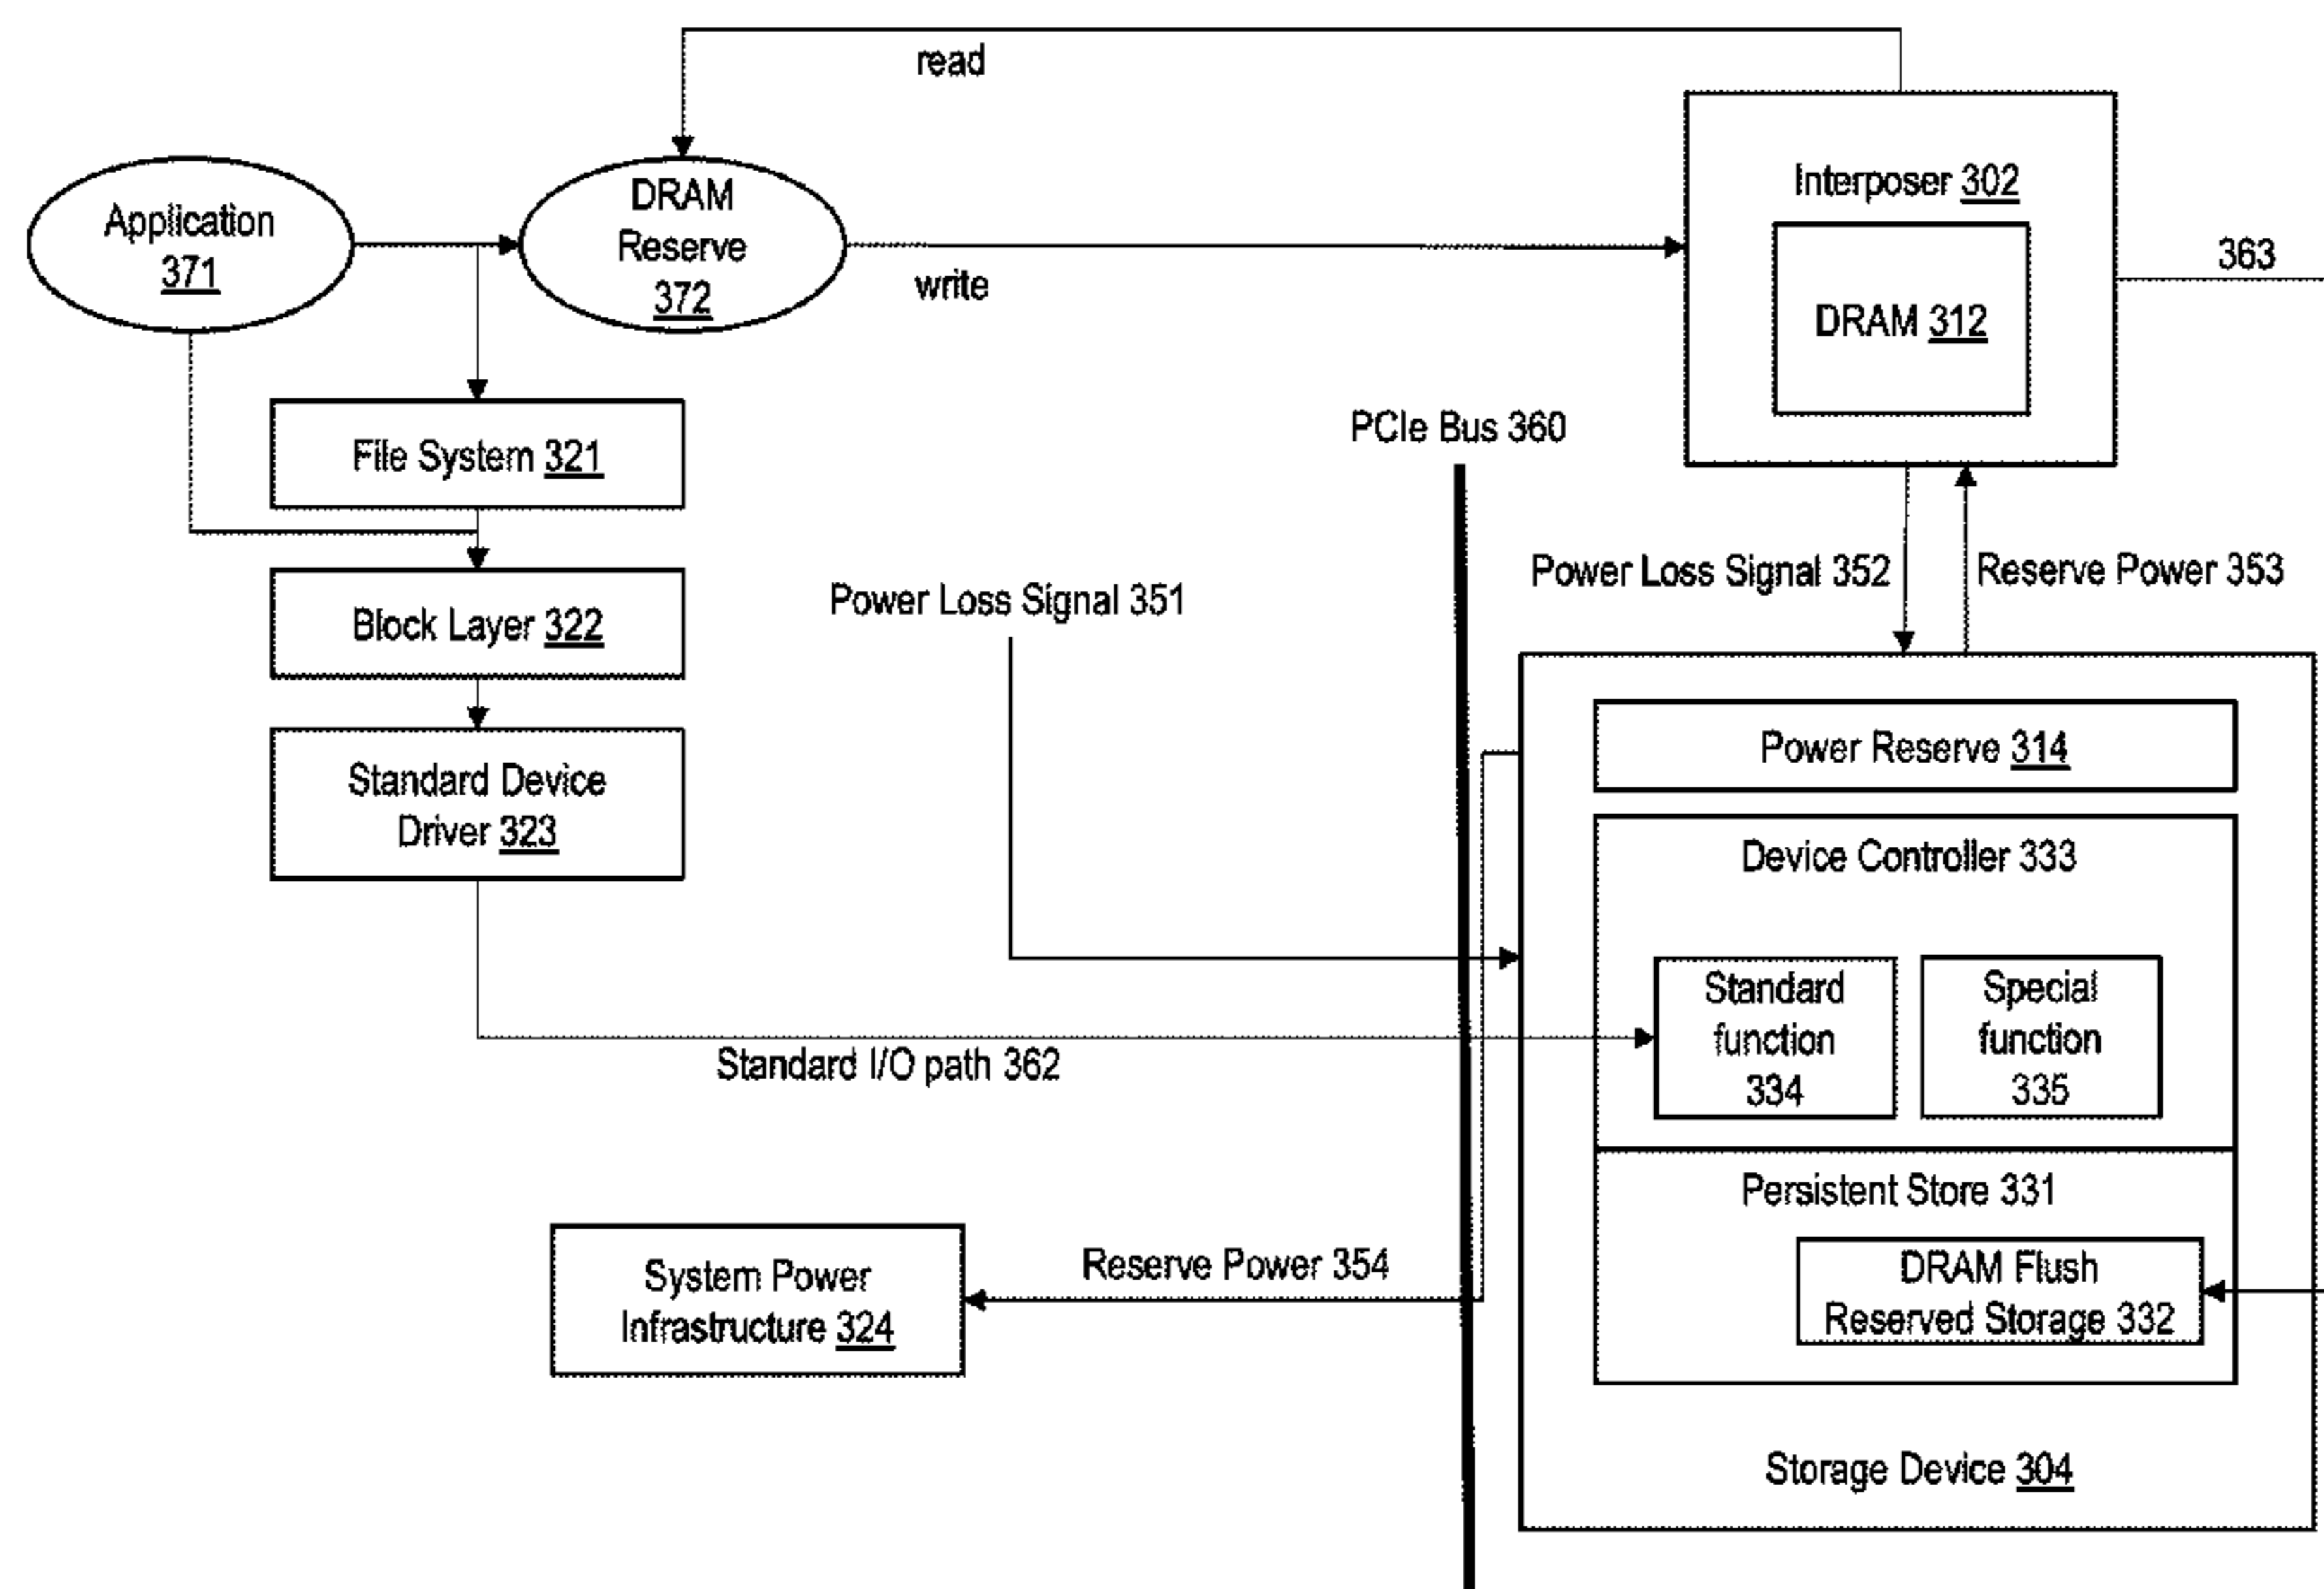 read
Application
371
DRAM
Reserve
372
write
Interposer 302
DRAM 312
363
File System 321
PCIe Bus 360
Block Layer 322
Power Loss Signal 351
Power Loss Signal 352
Reserve Power 353
Standard Device
Driver 323
Power Reserve 314
Device Controller 333
Standard
function
334
Special
function
335
Standard I/O path 362
Persistent Store 331
System Power
Infrastructure 324
Reserve Power 354
DRAM Flush
Reserved Storage 332
Storage Device 304